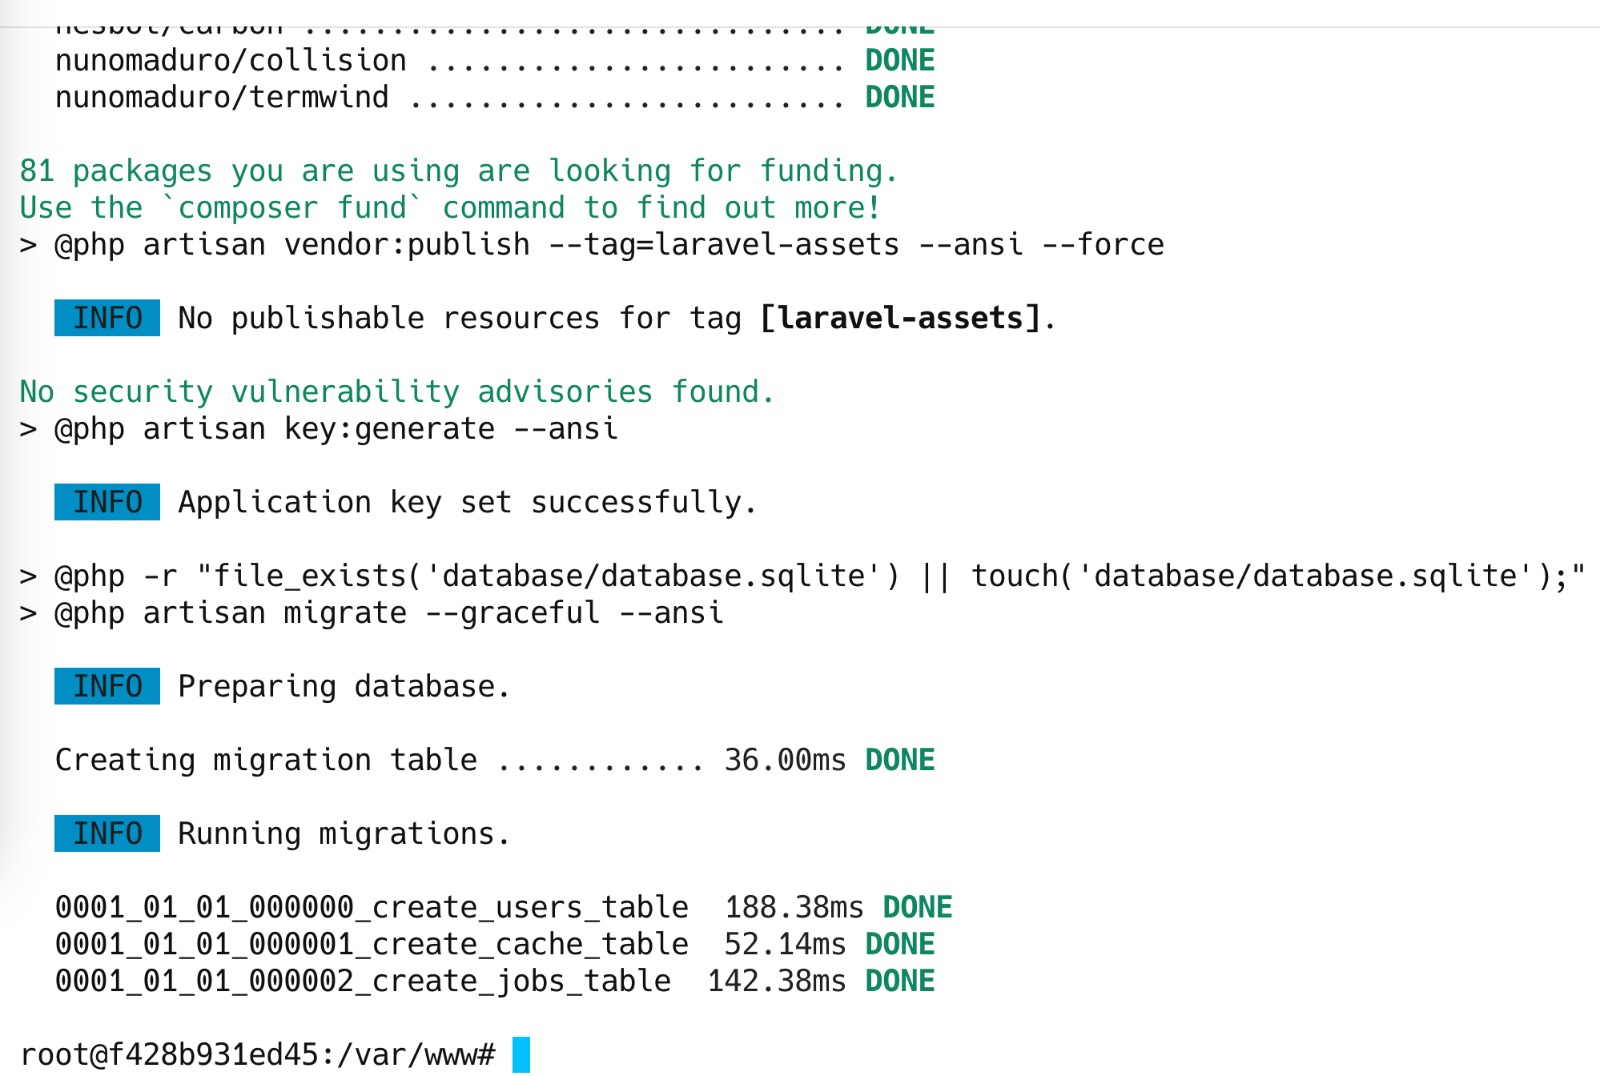 nesbot/carbon ............................... DONE
nunomaduro/collision ........................ DONE
nunomaduro/termwind ......................... DONE
81 packages you are using are looking for funding.
Use the `composer fund` command to find out more!
> @php artisan vendor:publish --tag=laravel-assets --ansi --force
INFO No publishable resources for tag [laravel-assets].
No security vulnerability advisories found.
> @php artisan key:generate --ansi
INFO Application key set successfully.
> @php -r "file_exists('database/database.sqlite') || touch('database/database.sqlite');"
> @php artisan migrate --graceful --ansi
INFO Preparing database.
Creating migration table ............ 36.00ms DONE
INFO Running migrations.
0001_01_01_000000_create_users_table 188.38ms DONE
0001_01_01_000001_create_cache_table 52.14ms DONE
0001_01_01_000002_create_jobs_table 142.38ms DONE
root@f428b931ed45:/var/www#